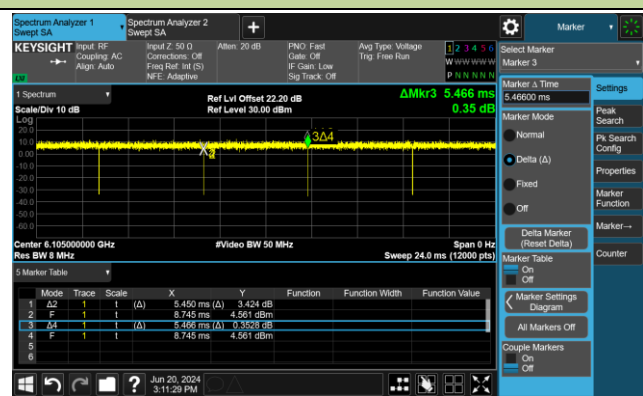 Spectrum Analyzer 1
Swept SA
Spectrum Analyzer 2
Swept SA
+
Marker
KEYSIGHT
Input: RF
Coupling: AC
Align: Auto
Input Z: 50 Ω
Corrections: Off
Freq Ref: Int (S)
NFE: Adaptive
Atten: 20 dB
PNO: Fast
Gate: Off
IF Gain: Low
Sig Track: Off
Avg Type: Voltage
Trig: Free Run
1 2 3 4 5 6
W W W W W W
P N N N N N
LXI
1 Spectrum
Scale/Div 10 dB
Log
Ref Lvl Offset 22.20 dB
Ref Level 30.00 dBm
ΔMkr3 5.466 ms
0.35 dB
20.0
10.0
0.00
-10.0
-20.0
-30.0
-40.0
-50.0
-60.0
3Δ4
Center 6.105000000 GHz
Res BW 8 MHz
#Video BW 50 MHz
Span 0 Hz
Sweep 24.0 ms (12000 pts)
5 Marker Table
Mode Trace Scale X Y Function Function Width Function Value
1 Δ2 1 t (Δ) 5.450 ms (Δ) 3.424 dB
2 F 1 t 8.745 ms 4.561 dBm
3 Δ4 1 t (Δ) 5.466 ms (Δ) 0.3528 dB
4 F 1 t 8.745 ms 4.561 dBm
5
6
Jun 20, 2024
3:11:29 PM
?
Select Marker
Marker 3
Marker Δ Time
5.46600 ms
Marker Mode
Normal
Delta (Δ)
Fixed
Off
Delta Marker
(Reset Delta)
Marker Table
On
Off
Marker Settings
Diagram
All Markers Off
Couple Markers
On
Off
Settings
Peak
Search
Pk Search
Config
Properties
Marker
Function
Marker→
Counter